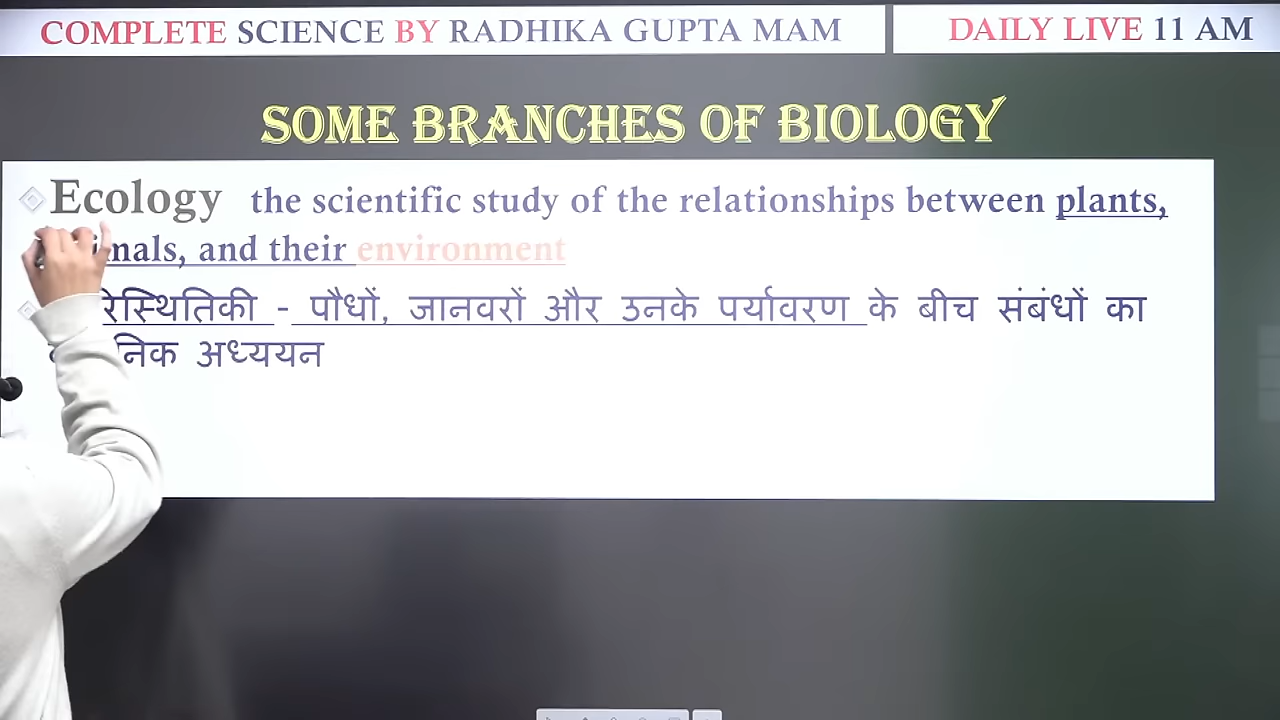 COMPLETE SCIENCE BY RADHIKA GUPTA MAM
DAILY LIVE 11 AM
SOME BRANCHES OF BIOLOGY
Ecology the scientific study of the relationships between plants,
and their environment
- पौधों, जानवरों और उनके पर्यावरण के बीच संबंधों का
अध्ययन